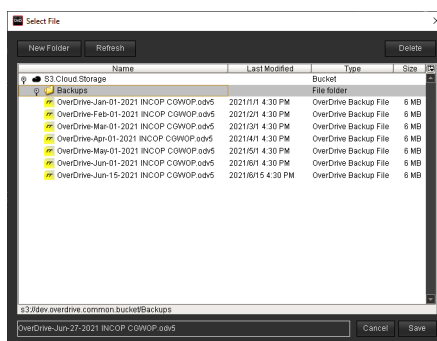 Select File
New Folder Refresh Delete
Name Last Modified Type Size
S3.Cloud.Storage Bucket
Backups File folder
OverDrive-Jan-01-2021 INCOP CGWOP.odv5 2021/1/1 4:30 PM OverDrive Backup File 6 MB
OverDrive-Feb-01-2021 INCOP CGWOP.odv5 2021/2/1 4:30 PM OverDrive Backup File 6 MB
OverDrive-Mar-01-2021 INCOP CGWOP.odv5 2021/3/1 4:30 PM OverDrive Backup File 6 MB
OverDrive-Apr-01-2021 INCOP CGWOP.odv5 2021/4/1 4:30 PM OverDrive Backup File 6 MB
OverDrive-May-01-2021 INCOP CGWOP.odv5 2021/5/1 4:30 PM OverDrive Backup File 6 MB
OverDrive-Jun-01-2021 INCOP CGWOP.odv5 2021/6/1 4:30 PM OverDrive Backup File 6 MB
OverDrive-Jun-15-2021 INCOP CGWOP.odv5 2021/6/15 4:30 PM OverDrive Backup File 6 MB
s3://dev.overdrive.common.bucket/Backups
OverDrive-Jun-27-2021 INCOP CGWOP.odv5 Cancel Save